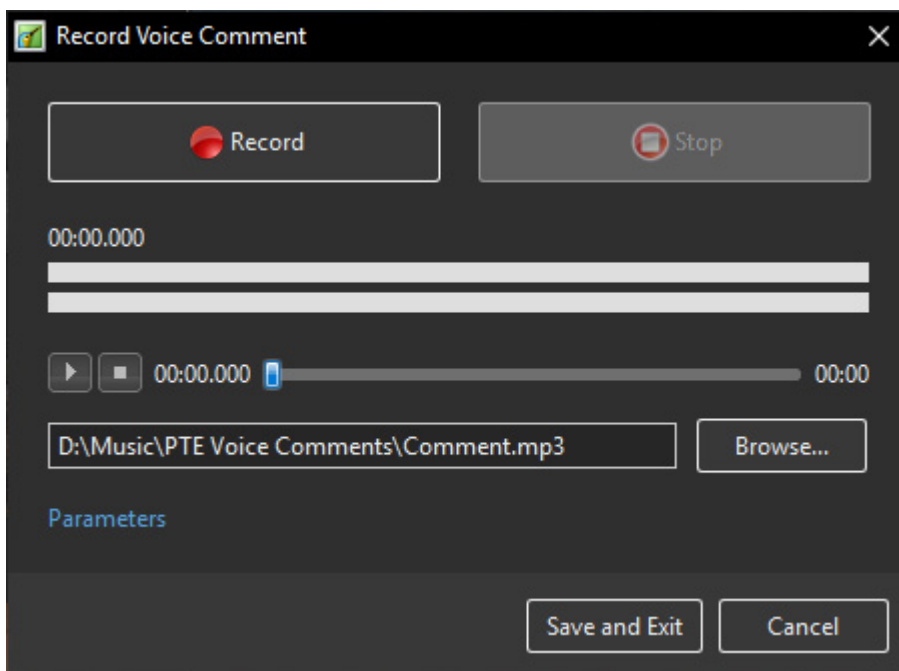 Record Voice Comment
Record
Stop
00:00.000
00:00.000
00:00
D:\Music\PTE Voice Comments\Comment.mp3
Browse...
Parameters
Save and Exit
Cancel